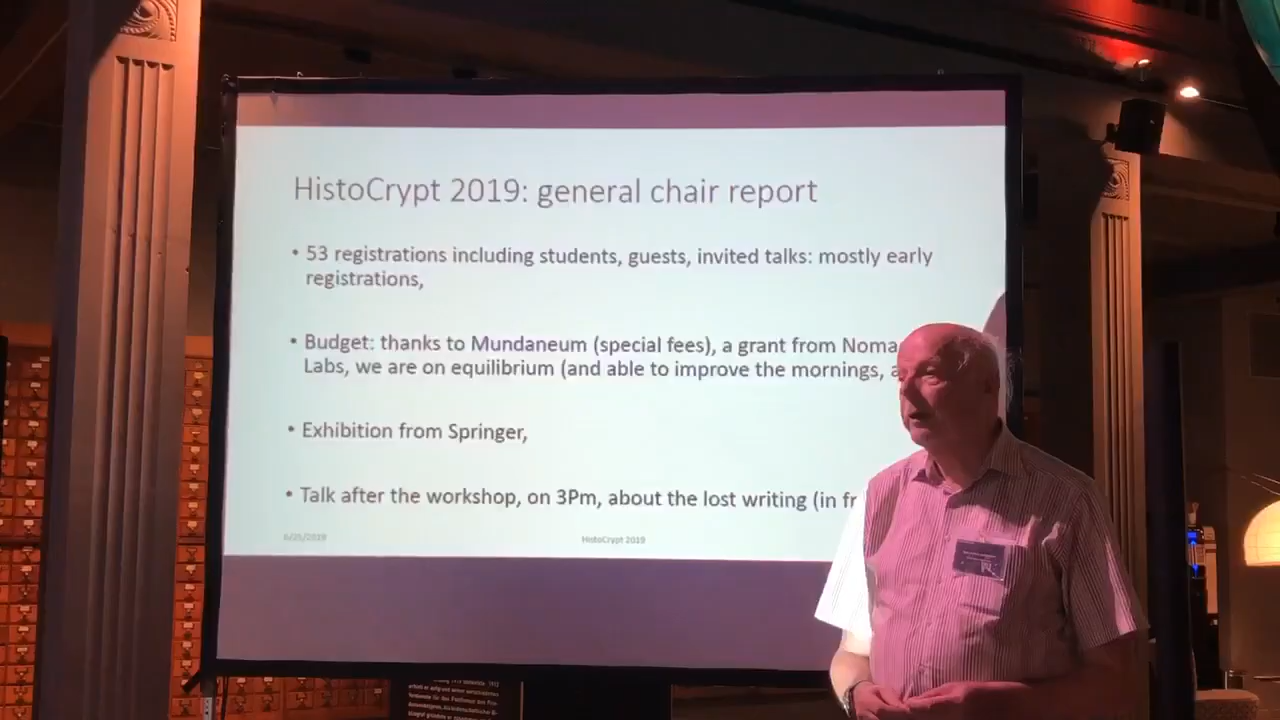 HistoCrypt 2019: general chair report
• 53 registrations including students, guests, invited talks: mostly early
registrations,
• Budget: thanks to Mundaneum (special fees), a grant from Noma
Labs, we are on equilibrium (and able to improve the mornings, a
• Exhibition from Springer,
• Talk after the workshop, on 3Pm, about the lost writing (in fr
HistoCrypt 2019